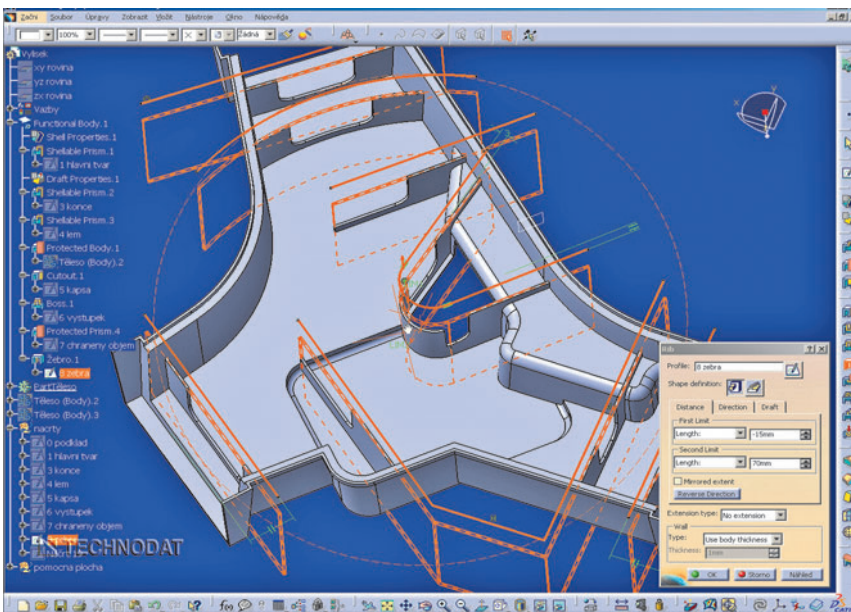 Začni Soubor Úpravy Zobrazit Vložit Nástroje Okno Nápověda
100% Žádná
Vylisek
xy rovina
yz rovina
zx rovina
Vazby
Functional Body.1
Shell Properties.1
Shellable Prism.1
1 hlavni tvar
Draft Properties.1
Shellable Prism.2
3 konce
Shellable Prism.3
4 lem
Protected Body.1
Těleso (Body).2
Cutout.1
5 kapsa
Boss.1
6 vystupek
Protected Prism.4
7 chraneny objem
Žebro.1
8 zebra
PartTěleso
Těleso (Body).2
Těleso (Body).3
nacrty
0 podklad
1 hlavni tvar
3 konce
4 lem
5 kapsa
6 vystupek
7 chraneny objem
TECHNODAT
pomocna plocha
Rib
Profile: 8 zebra
Shape definition:
Distance Direction Draft
First Limit
Length: -15mm
Second Limit
Length: 70mm
Mirrored extent
Reverse Direction
Extension type: No extension
Wall
Type: Use body thickness
Thickness: 1mm
OK Storno Náhled